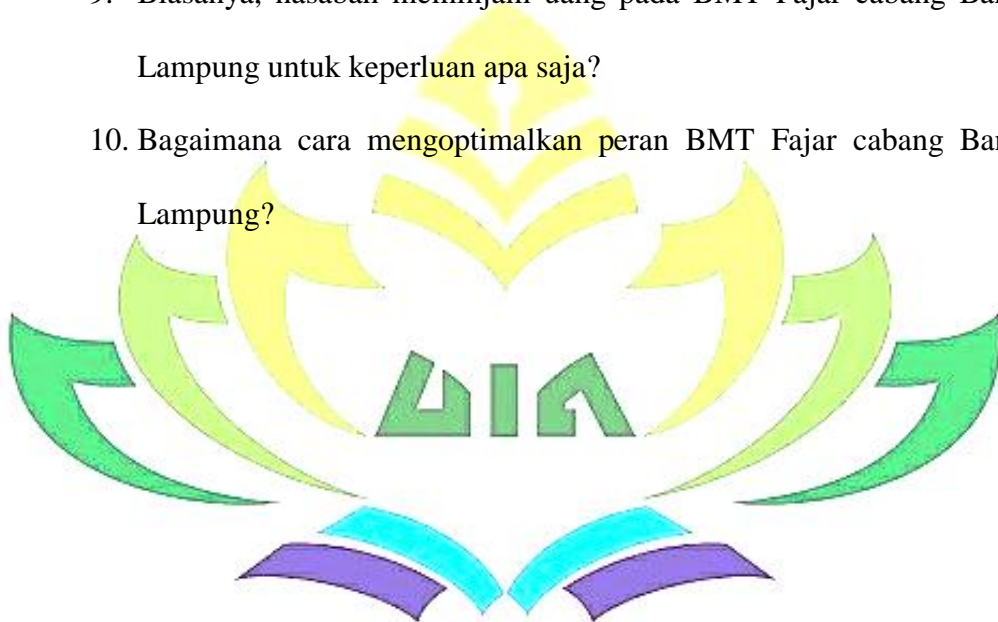 9. Biasanya, nasabah meminjam uang pada BMT Fajar cabang
Lampung untuk keperluan apa saja?
10. Bagaimana cara mengoptimalkan peran BMT Fajar cabang
Lampung?